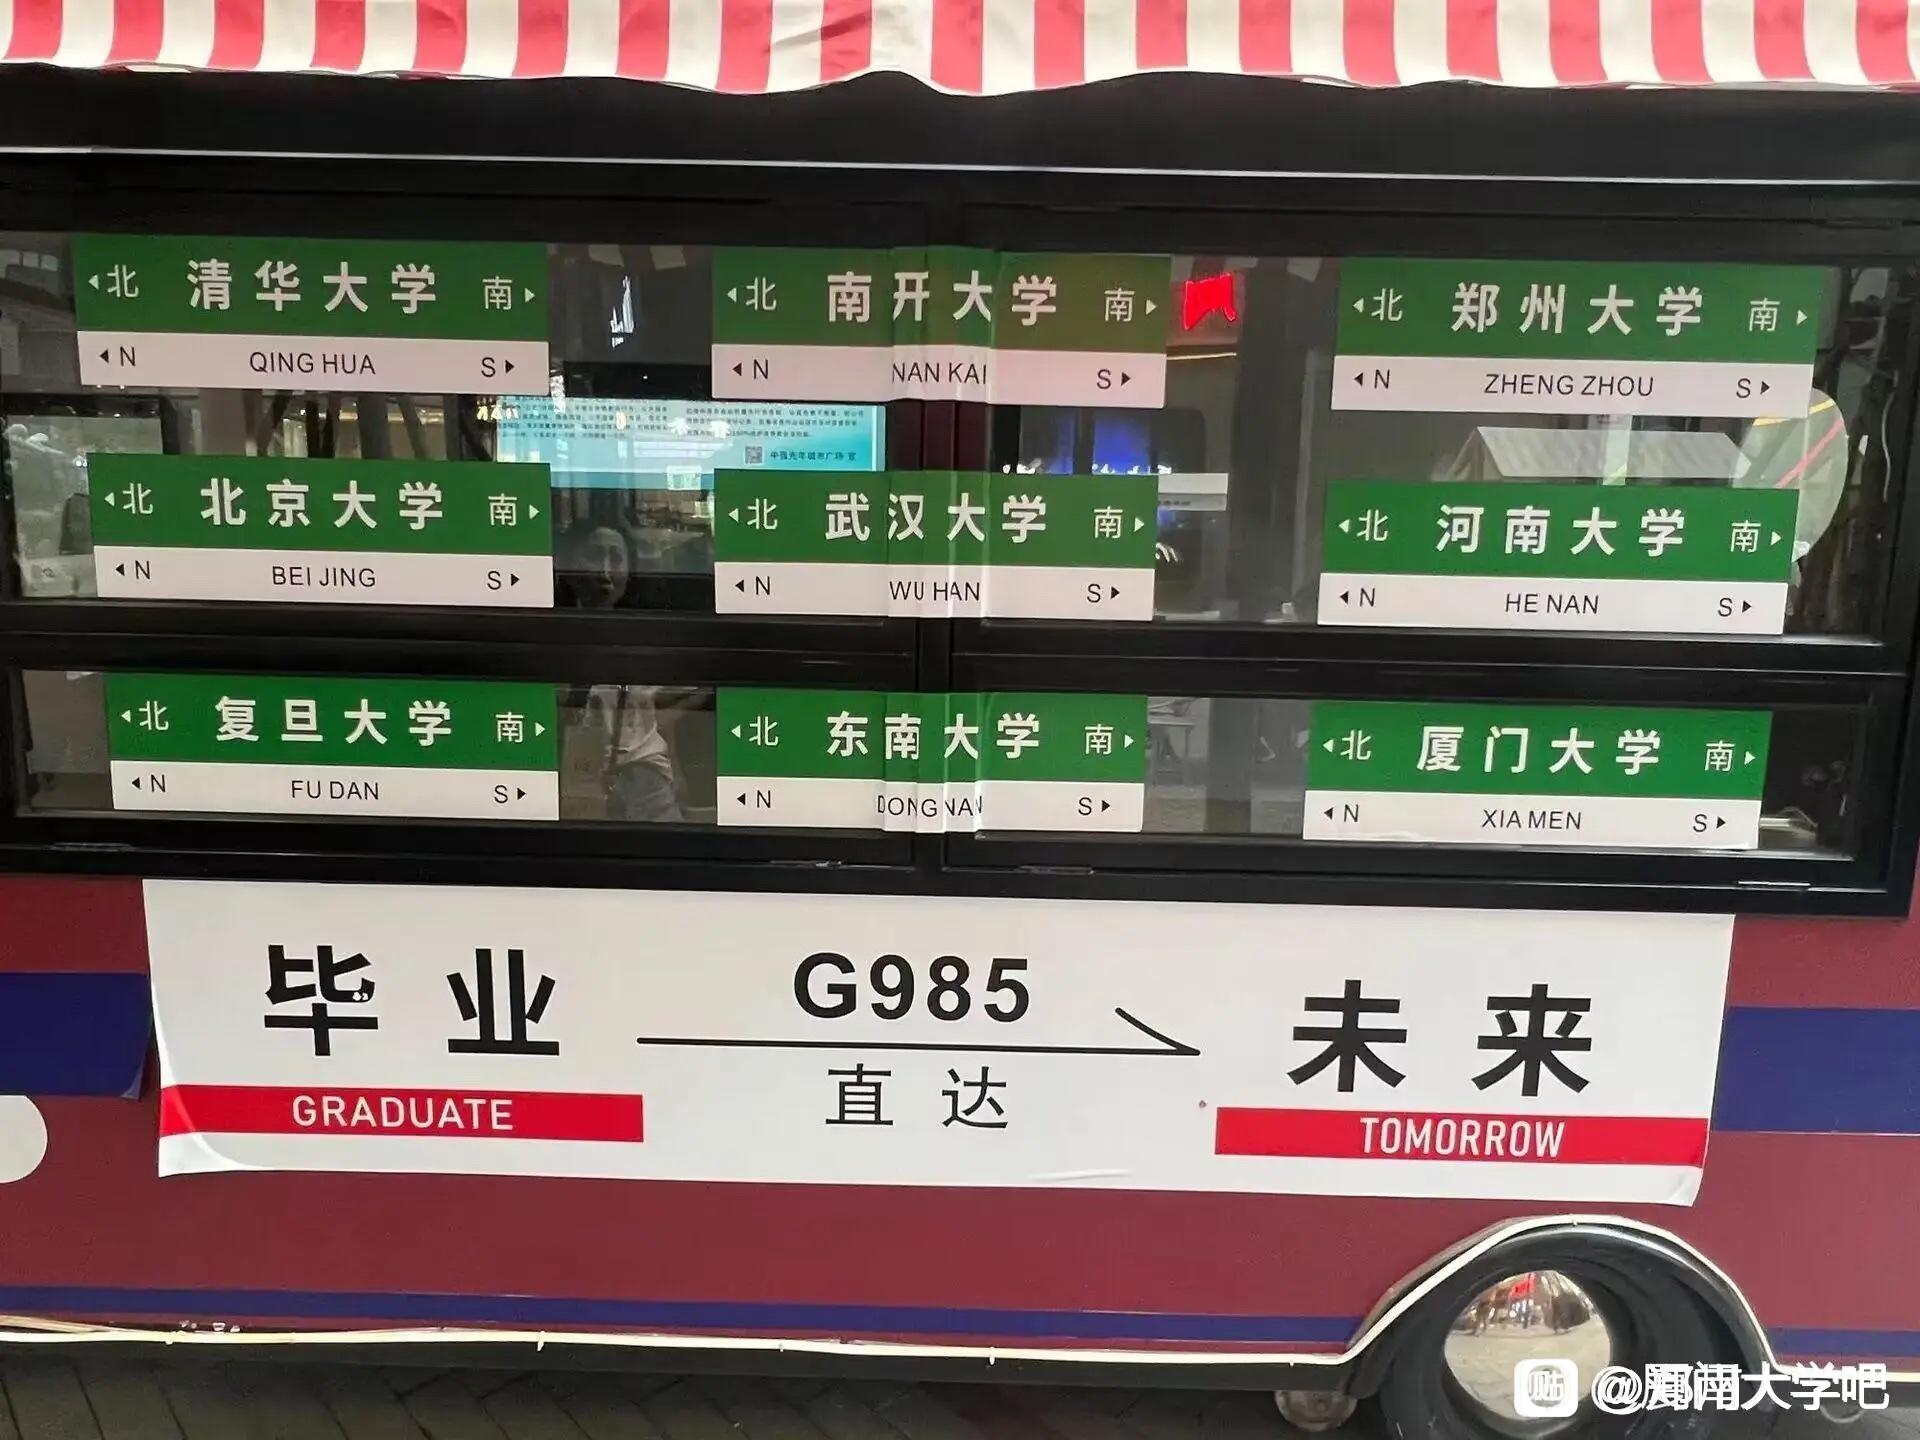 北 清华大学 南
N QING HUA S
北 南开大学 南
N NAN KAI S
北 郑州大学 南
N ZHENG ZHOU S
北 北京大学 南
N BEI JING S
北 武汉大学 南
N WU HAN S
北 河南大学 南
N HE NAN S
北 复旦大学 南
N FU DAN S
北 东南大学 南
N DONG NAN S
北 厦门大学 南
N XIA MEN S
毕业
GRADUATE
G985
直达
未来
TOMORROW
大学吧